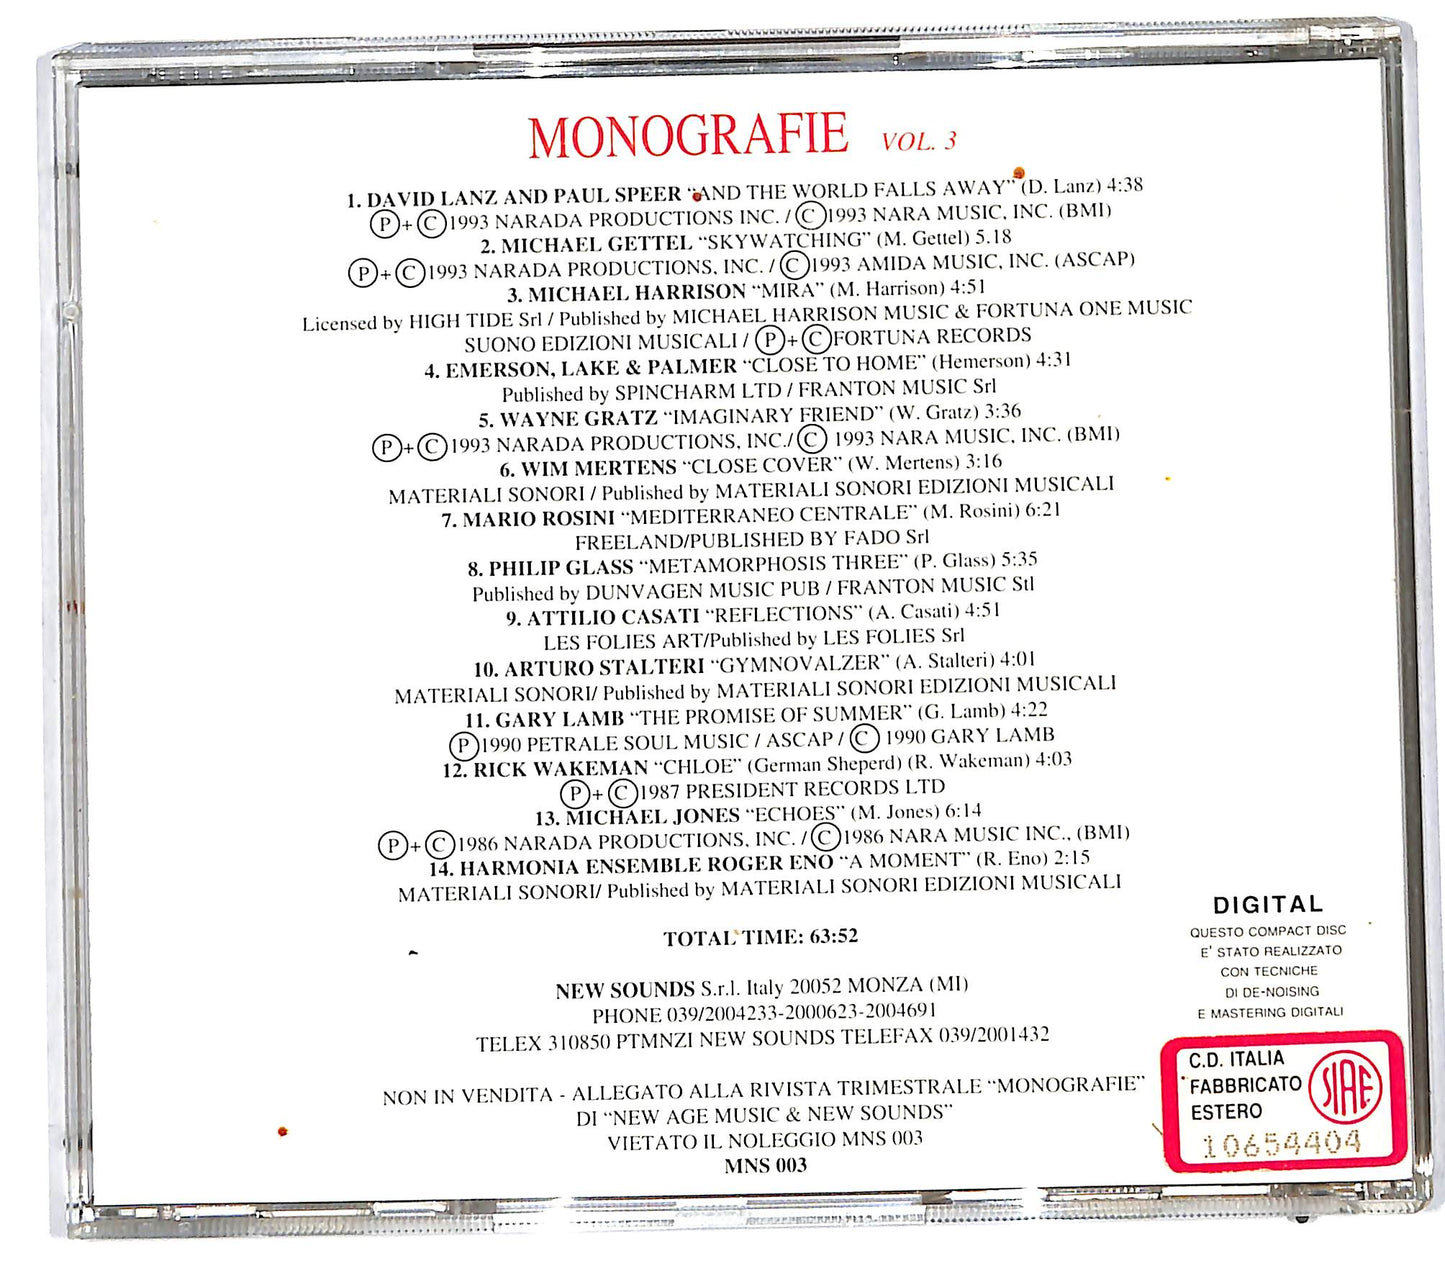 MONOGRAFIE VOL. 3
1. DAVID LANZ AND PAUL SPEER “AND THE WORLD FALLS AWAY” (D. Lanz) 4:38
Ⓟ+Ⓒ1993 NARADA PRODUCTIONS INC. /Ⓒ1993 NARA MUSIC, INC. (BMI)
2. MICHAEL GETTEL “SKYWATCHING” (M. Gettel) 5.18
Ⓟ+Ⓒ1993 NARADA PRODUCTIONS, INC. /Ⓒ1993 AMIDA MUSIC, INC. (ASCAP)
3. MICHAEL HARRISON “MIRA” (M. Harrison) 4:51
Licensed by HIGH TIDE Srl / Published by MICHAEL HARRISON MUSIC & FORTUNA ONE MUSIC
SUONO EDIZIONI MUSICALI / Ⓟ+ⒸFORTUNA RECORDS
4. EMERSON, LAKE & PALMER “CLOSE TO HOME” (Hemerson) 4:31
Published by SPINCHARM LTD / FRANTON MUSIC Srl
5. WAYNE GRATZ “IMAGINARY FRIEND” (W. Gratz) 3:36
Ⓟ+Ⓒ1993 NARADA PRODUCTIONS, INC./Ⓒ 1993 NARA MUSIC, INC. (BMI)
6. WIM MERTENS “CLOSE COVER” (W. Mertens) 3:16
MATERIALI SONORI / Published by MATERIALI SONORI EDIZIONI MUSICALI
7. MARIO ROSINI “MEDITERRANEO CENTRALE” (M. Rosini) 6:21
FREELAND/PUBLISHED BY FADO Srl
8. PHILIP GLASS “METAMORPHOSIS THREE” (P. Glass) 5:35
Published by DUNVAGEN MUSIC PUB / FRANTON MUSIC Stl
9. ATTILIO CASATI “REFLECTIONS” (A. Casati) 4:51
LES FOLIES ART/Published by LES FOLIES Srl
10. ARTURO STALTERI “GYMNOVALZER” (A. Stalteri) 4:01
MATERIALI SONORI/ Published by MATERIALI SONORI EDIZIONI MUSICALI
11. GARY LAMB “THE PROMISE OF SUMMER” (G. Lamb) 4:22
Ⓟ1990 PETRALE SOUL MUSIC / ASCAP / Ⓒ 1990 GARY LAMB
12. RICK WAKEMAN “CHLOE” (German Sheperd) (R. Wakeman) 4:03
Ⓟ+Ⓒ1987 PRESIDENT RECORDS LTD
13. MICHAEL JONES “ECHOES” (M. Jones) 6:14
Ⓟ+Ⓒ1986 NARADA PRODUCTIONS, INC. /Ⓒ1986 NARA MUSIC INC., (BMI)
14. HARMONIA ENSEMBLE ROGER ENO “A MOMENT” (R. Eno) 2:15
MATERIALI SONORI/ Published by MATERIALI SONORI EDIZIONI MUSICALI
TOTAL TIME: 63:52
NEW SOUNDS S.r.l. Italy 20052 MONZA (MI)
PHONE 039/2004233-2000623-2004691
TELEX 310850 PTMNZI NEW SOUNDS TELEFAX 039/2001432
NON IN VENDITA - ALLEGATO ALLA RIVISTA TRIMESTRALE “MONOGRAFIE”
DI “NEW AGE MUSIC & NEW SOUNDS”
VIETATO IL NOLEGGIO MNS 003
MNS 003
DIGITAL
QUESTO COMPACT DISC
E' STATO REALIZZATO
CON TECNICHE
DI DE-NOISING
E MASTERING DIGITALI
C.D. ITALIA
FABBRICATO
ESTERO
SIAE
10654404